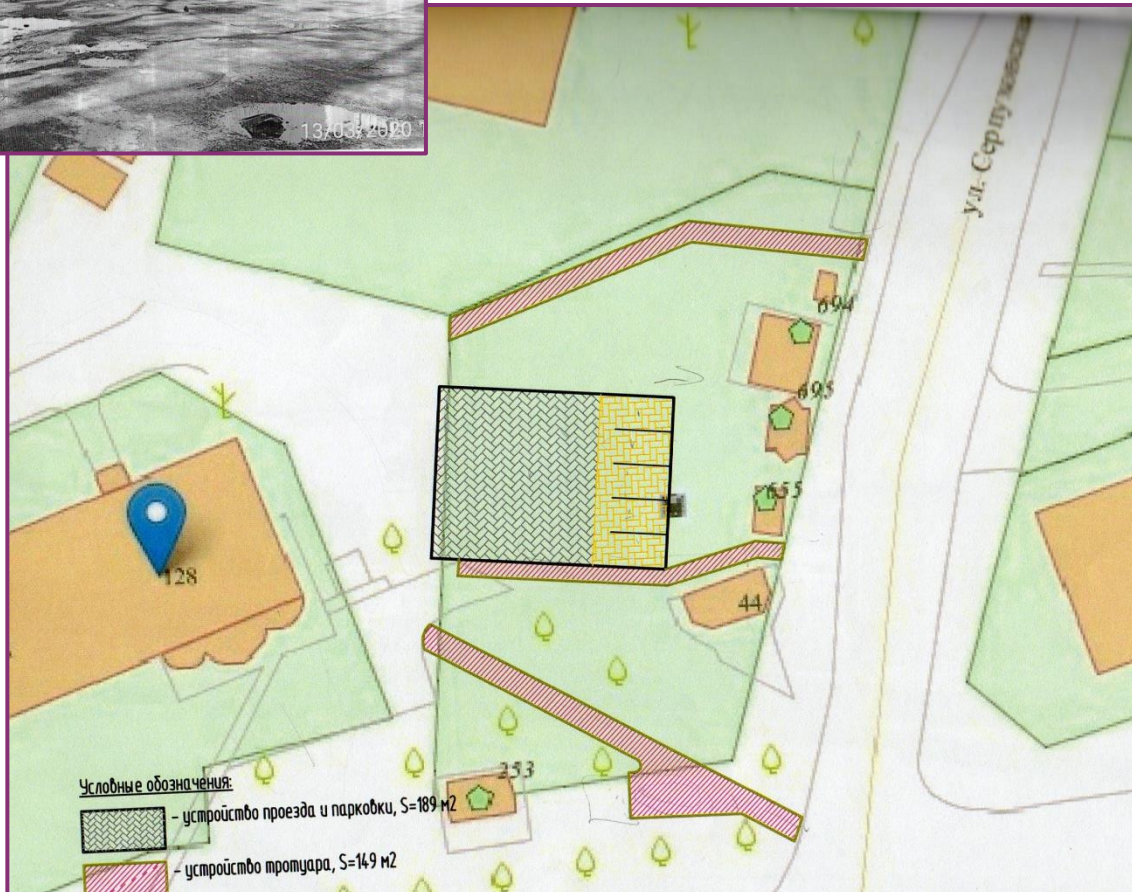 13/03/2020
ул. Серпуховская
694
693
655
128
44
253
Условные обозначения:
- устройство проезда и парковки, S=189 м2
- устройство тротуара, S=149 м2